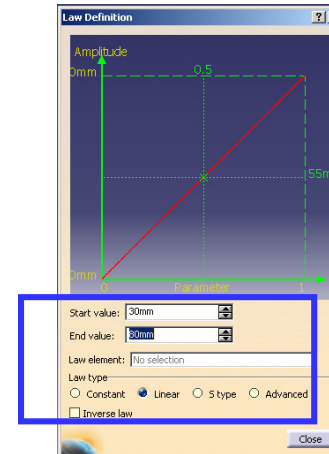 Law Definition
?
Amplitude
0mm
0.5
55m
0mm
0
Parameter
1
Start value: 30mm
End value: 80mm
Law element: No selection
Law type
Constant Linear S type Advanced
Inverse law
Close